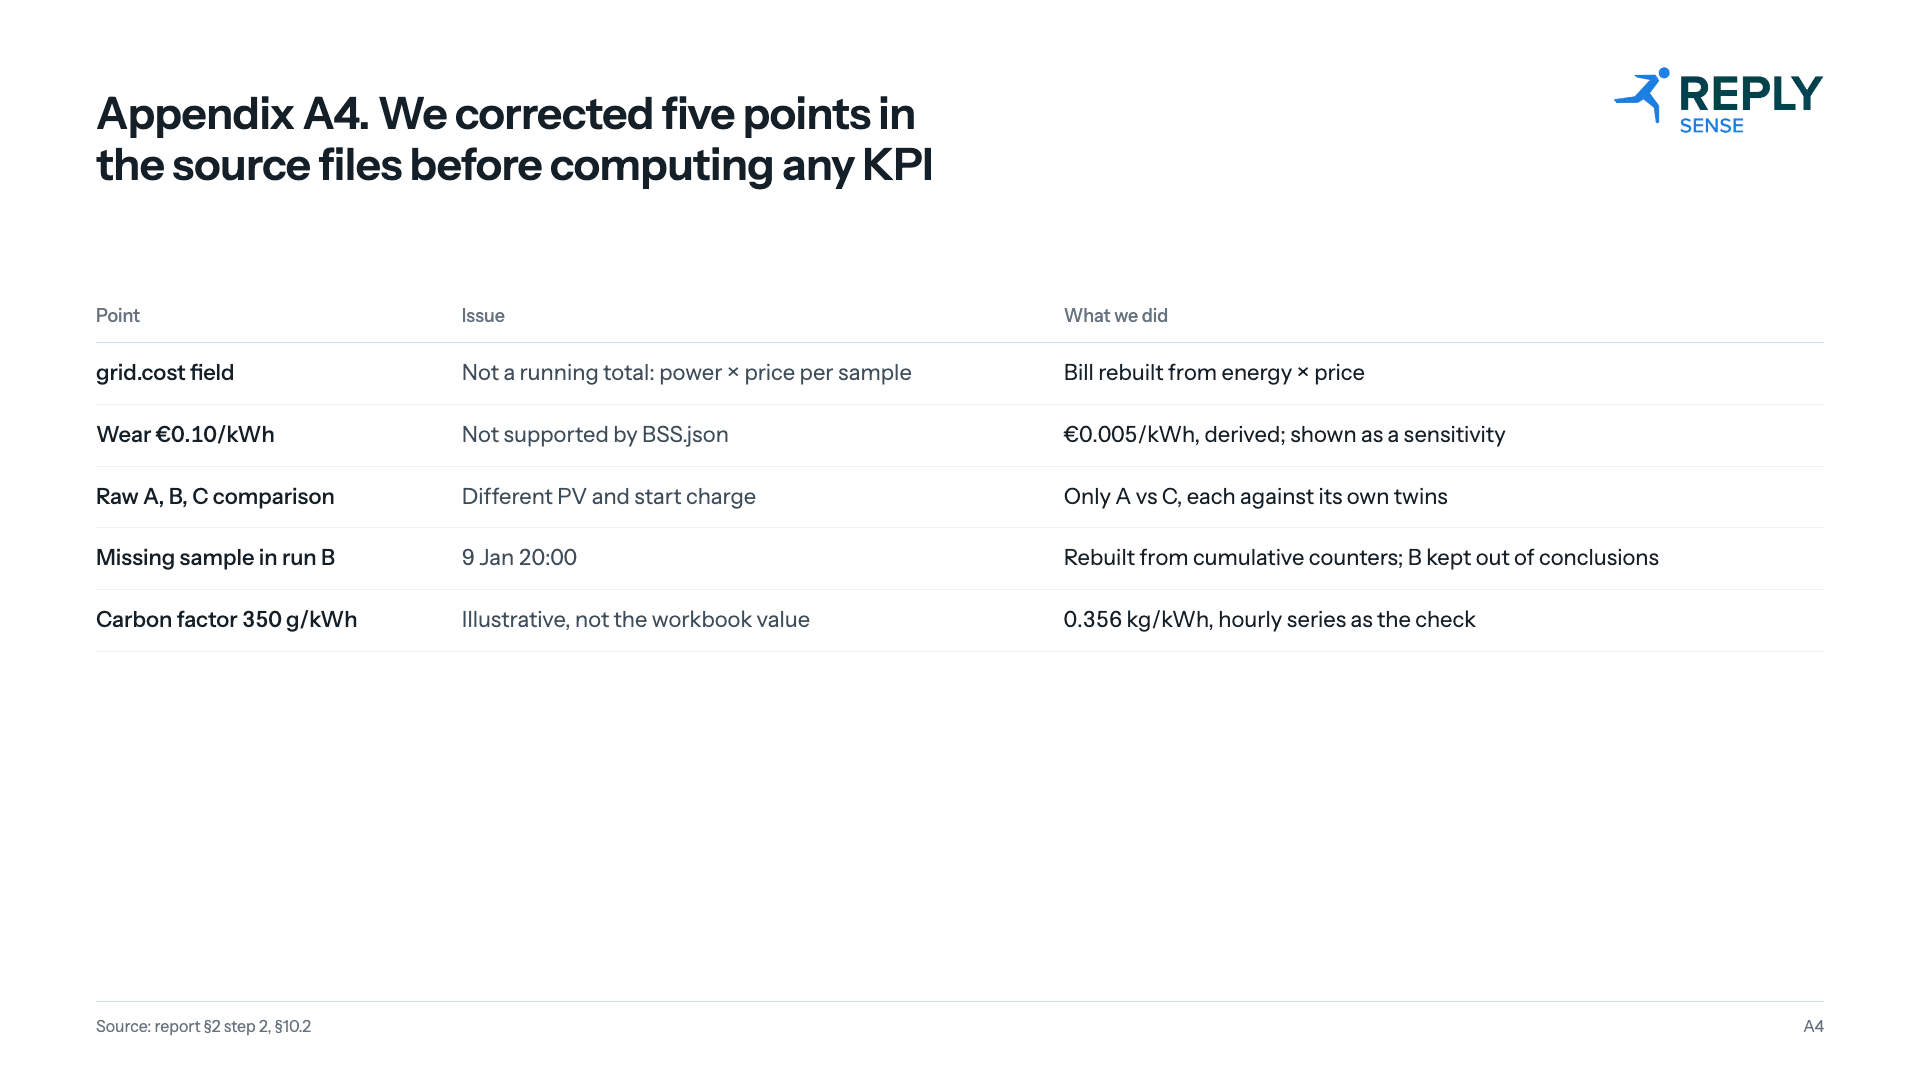 Appendix A4. We corrected five points in
the source files before computing any KPI
REPLY
SENSE
Point Issue What we did
grid.cost field Not a running total: power × price per sample Bill rebuilt from energy × price
Wear €0.10/kWh Not supported by BSS.json €0.005/kWh, derived; shown as a sensitivity
Raw A, B, C comparison Different PV and start charge Only A vs C, each against its own twins
Missing sample in run B 9 Jan 20:00 Rebuilt from cumulative counters; B kept out of conclusions
Carbon factor 350 g/kWh Illustrative, not the workbook value 0.356 kg/kWh, hourly series as the check
Source: report §2 step 2, §10.2 A4